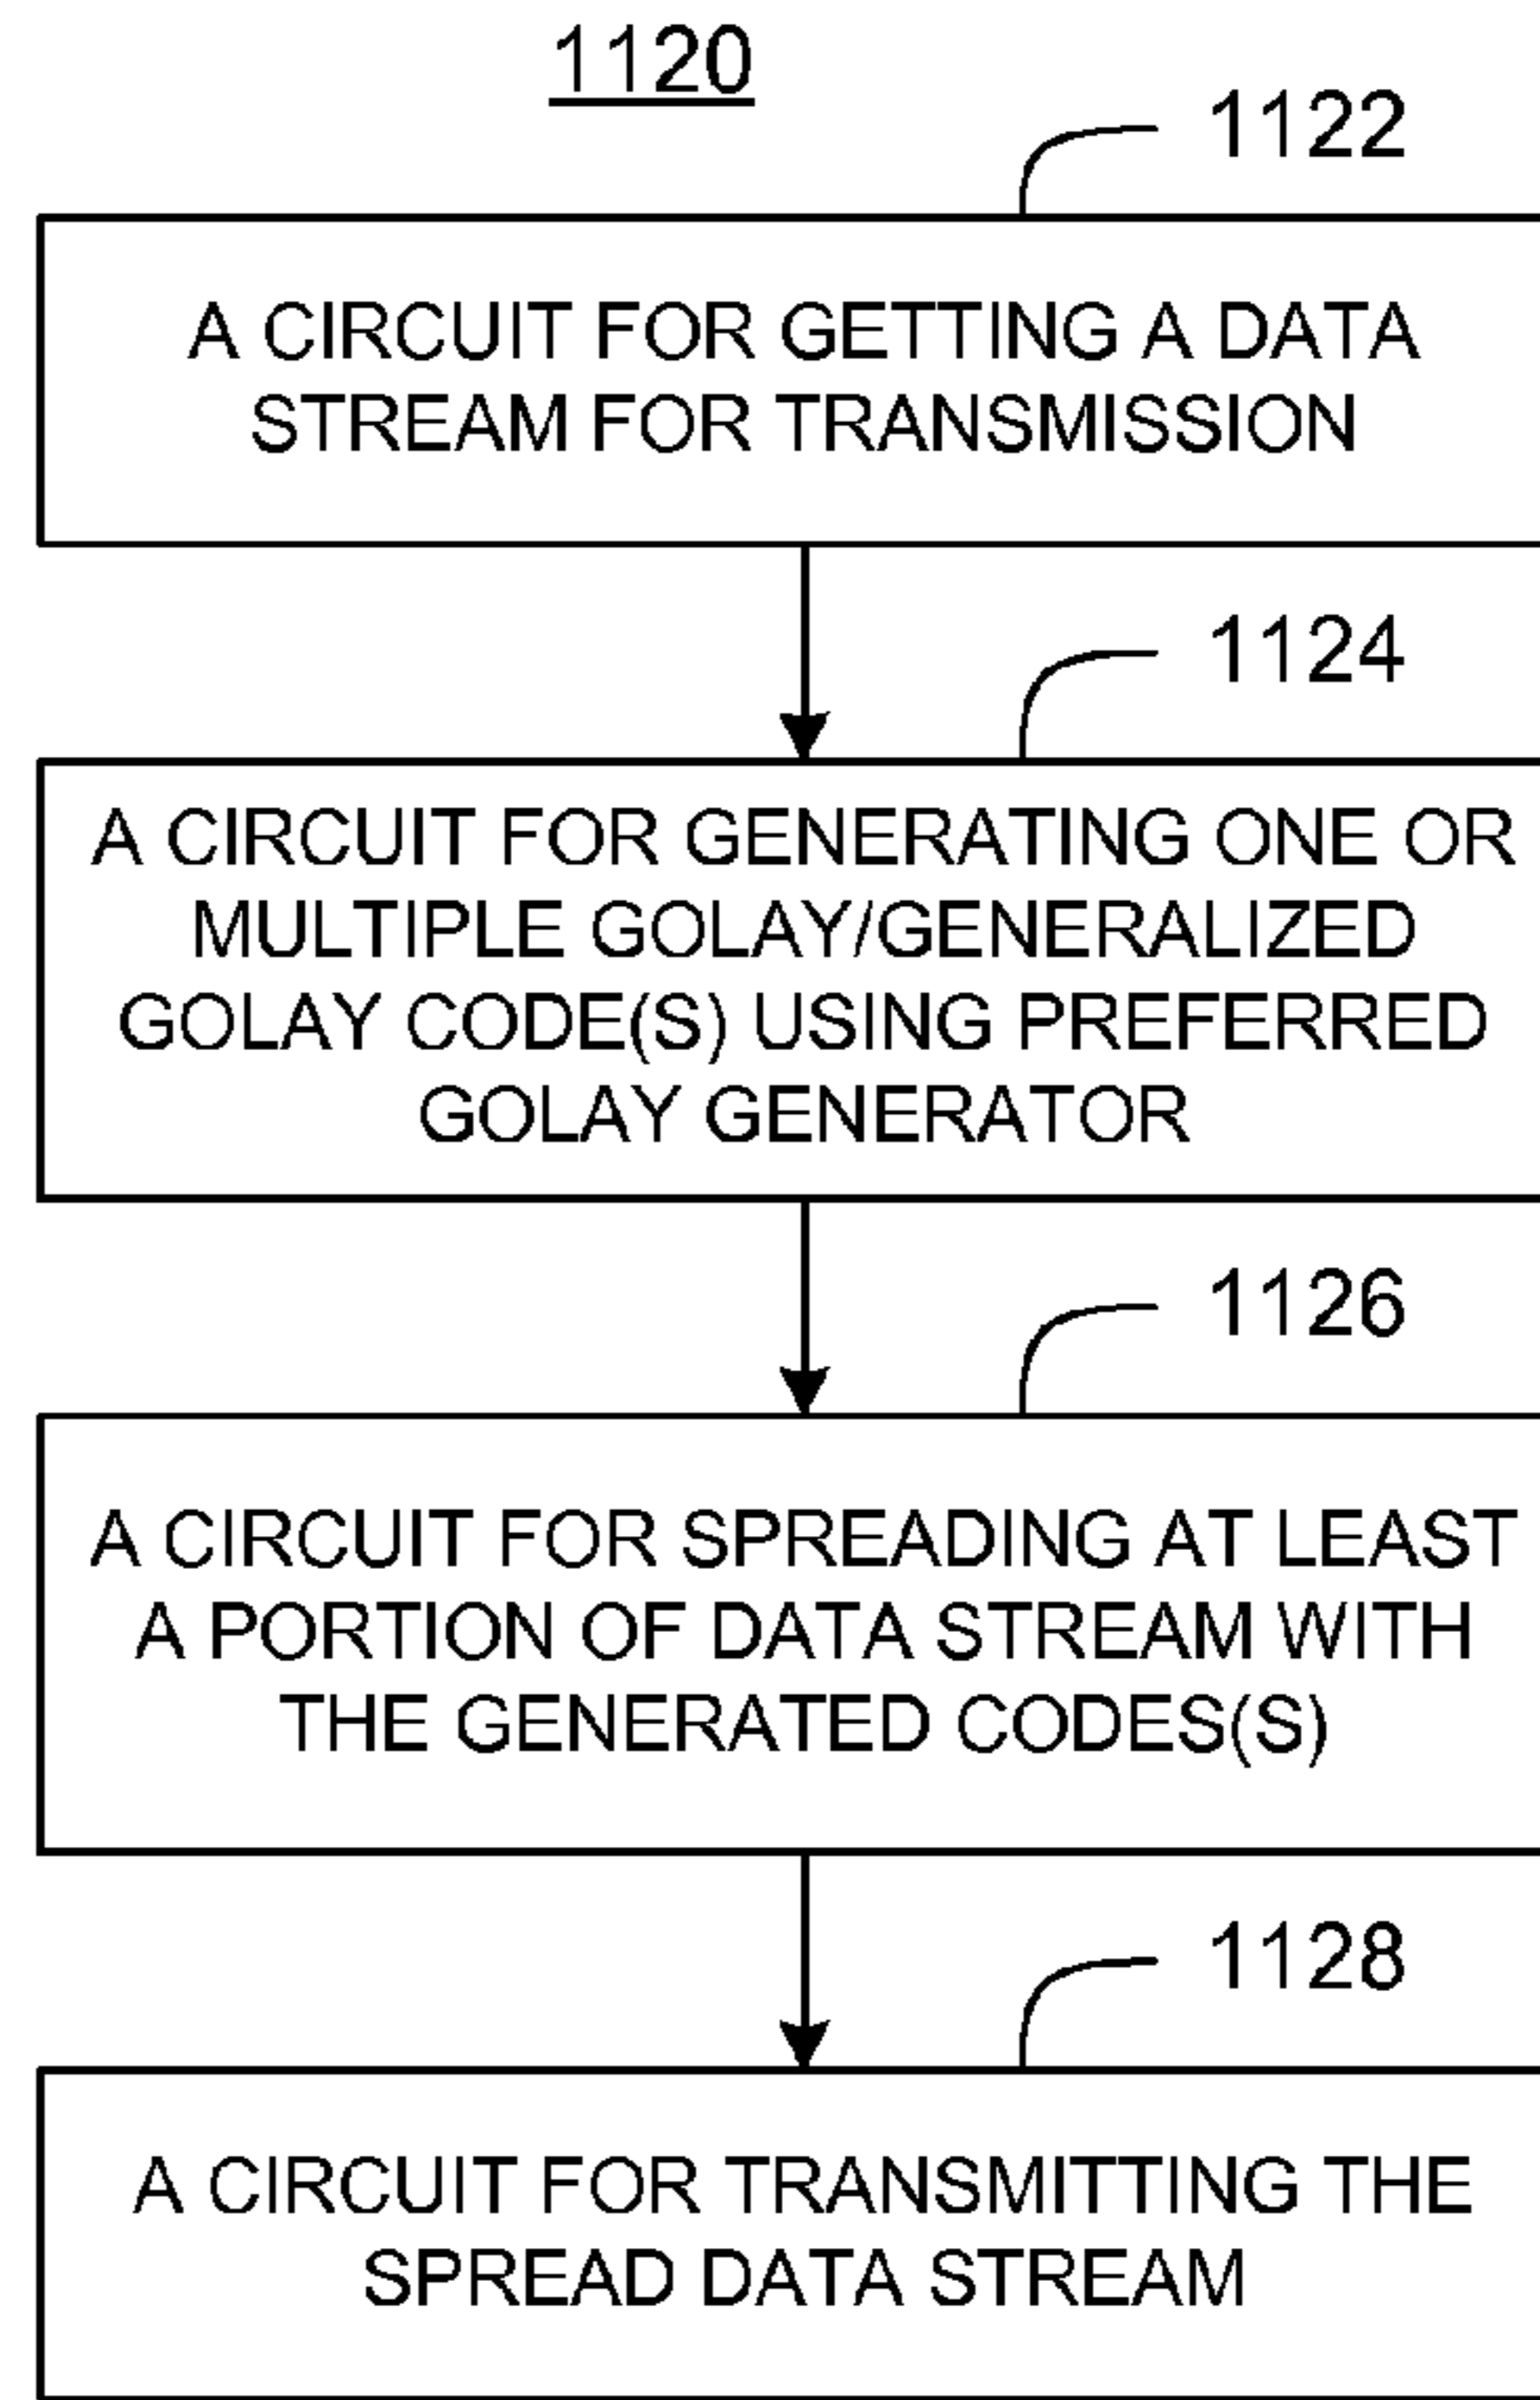 1120
1122
A CIRCUIT FOR GETTING A DATA
STREAM FOR TRANSMISSION
1124
A CIRCUIT FOR GENERATING ONE OR
MULTIPLE GOLAY/GENERALIZED
GOLAY CODE(S) USING PREFERRED
GOLAY GENERATOR
1126
A CIRCUIT FOR SPREADING AT LEAST
A PORTION OF DATA STREAM WITH
THE GENERATED CODES(S)
1128
A CIRCUIT FOR TRANSMITTING THE
SPREAD DATA STREAM